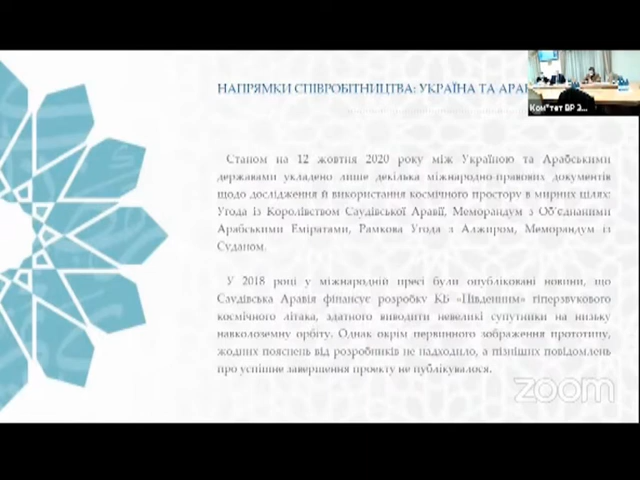 НАПРЯМКИ СПІВРОБІТНИЦТВА: УКРАЇНА ТА АРА
Станом на 12 жовтня 2020 року між Україною та Арабськими
державами укладено лише декілька міжнародно-правових документів
щодо дослідження й використання космічного простору в мирних цілях:
Угода із Королівством Саудівської Аравії, Меморандум з Об'єднаними
Арабськими Еміратами, Рамкова Угода з Алжиром, Меморандум із
Суданом.
У 2018 році у міжнародній пресі були опубліковані новини, що
Саудівська Аравія фінансує розробку КБ «Південним» гіперзвукового
космічного літака, здатного виводити невеликі супутники на низьку
навколоземну орбіту. Однак окрім первинного зображення прототипу,
жодних пояснень від розробників не надходило, а пізніших повідомлень
про успішне завершення проекту не публікувалося.
zoom